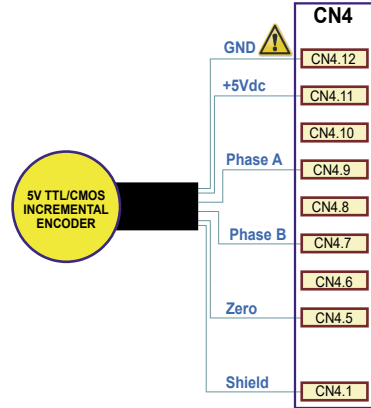 CN4
GND
CN4.12
+5Vdc
CN4.11
CN4.10
Phase A
CN4.9
5V TTL/CMOS
INCREMENTAL
ENCODER
CN4.8
Phase B
CN4.7
CN4.6
Zero
CN4.5
Shield
CN4.1